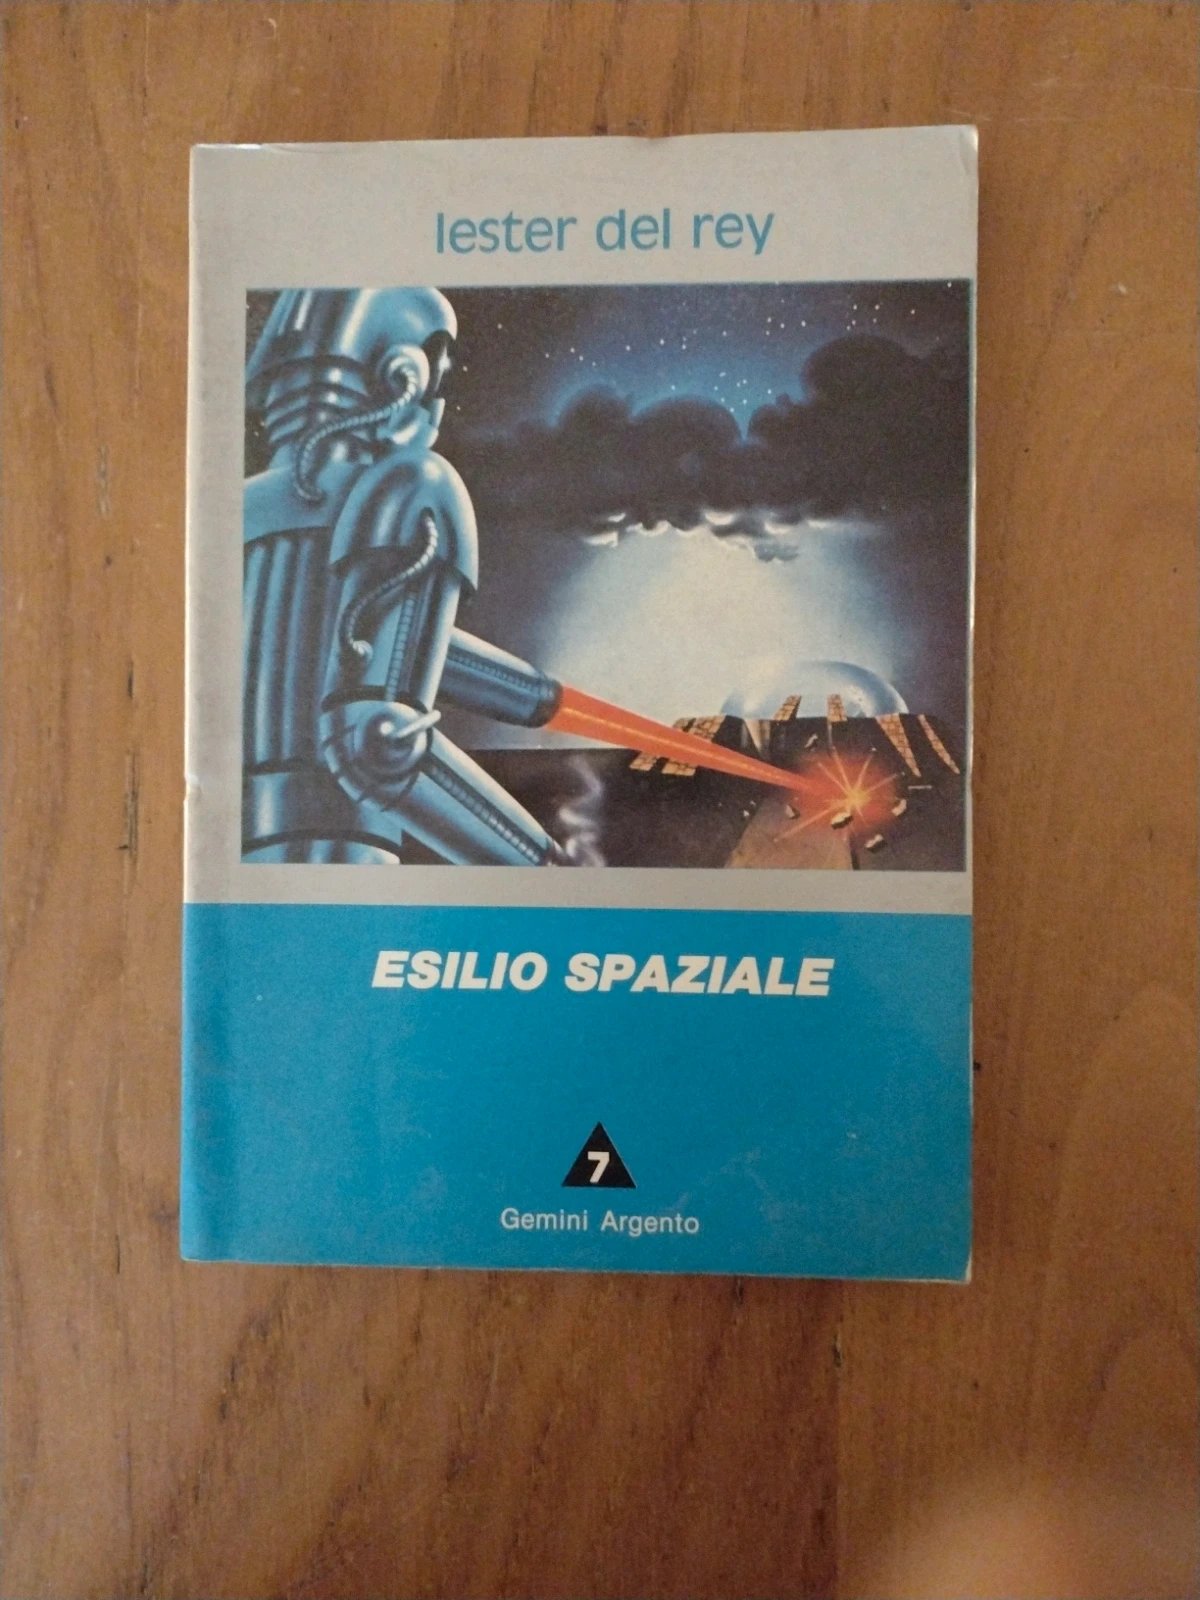 lester del rey
ESILIO SPAZIALE
7
Gemini Argento